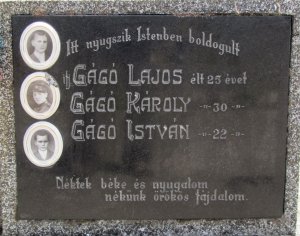 Itt nyugszik Istenben boldogult
ifj GÁGÓ LAJOS élt 25 évet
GÁGÓ KÁROLY -"- 30 -"-
GÁGÓ ISTVÁN -"- 22 -"-
Néktek béke és nyugalom
nékünk örökös fájdalom.